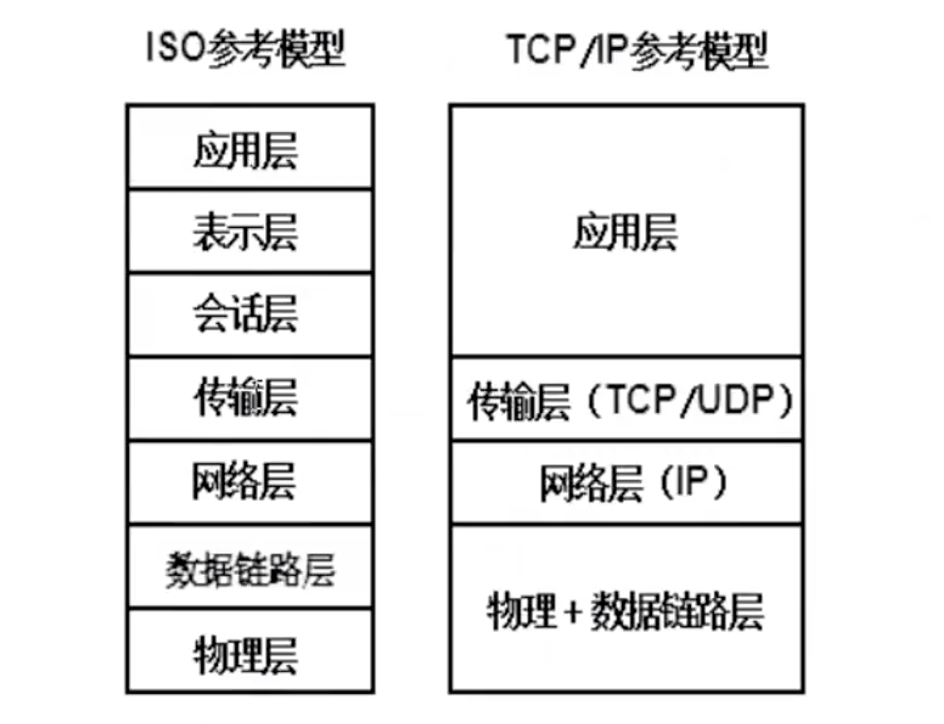 ISO参考模型
TCP/IP参考模型
应用层
表示层
会话层
传输层
网络层
数据链路层
物理层
应用层
传输层（TCP/UDP）
网络层（IP）
物理+数据链路层